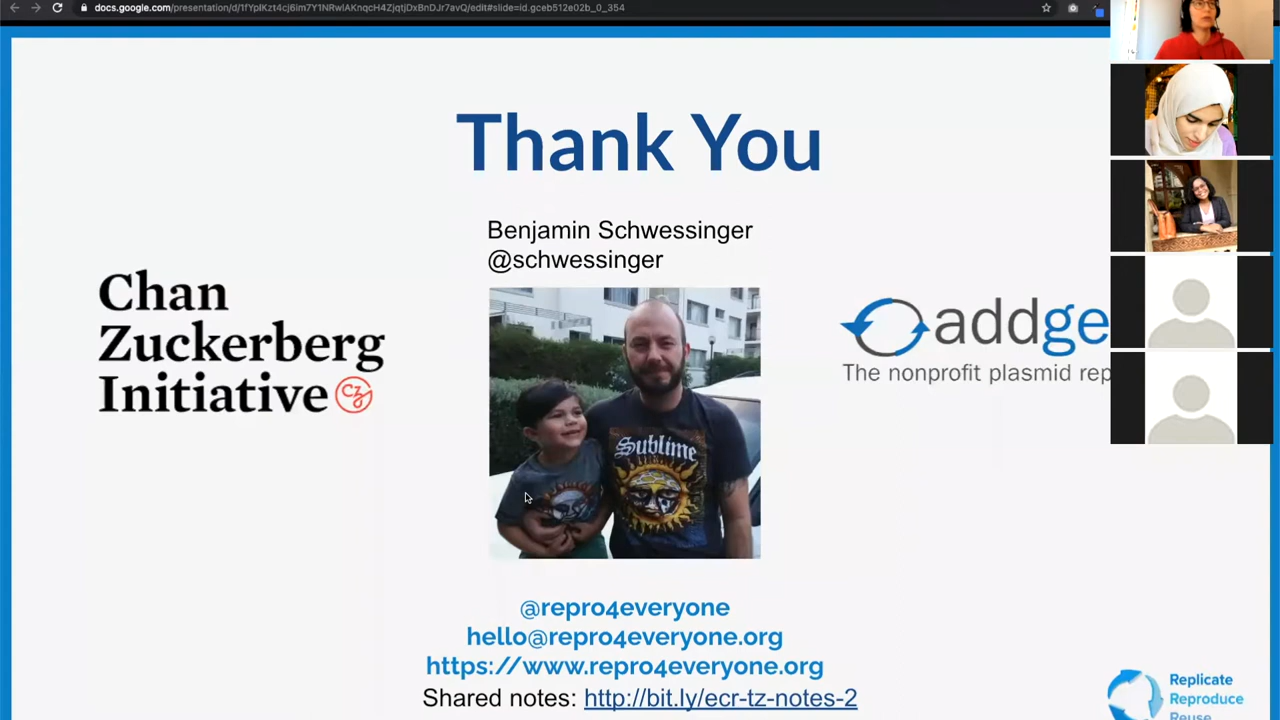 docs.google.com/presentation/d/1fYpIKzt4cj6im7Y1NRwIAKnqcH4ZjqtjDxBnDJr7avQ/edit#slide=id.gceb512e02b_0_354
Thank You
Benjamin Schwessinger
@schwessinger
Chan
Zuckerberg
Initiative
CZ
addge
The nonprofit plasmid rep
Sublime
@repro4everyone
hello@repro4everyone.org
https://www.repro4everyone.org
Shared notes: http://bit.ly/ecr-tz-notes-2
Replicate
Reproduce
Reuse